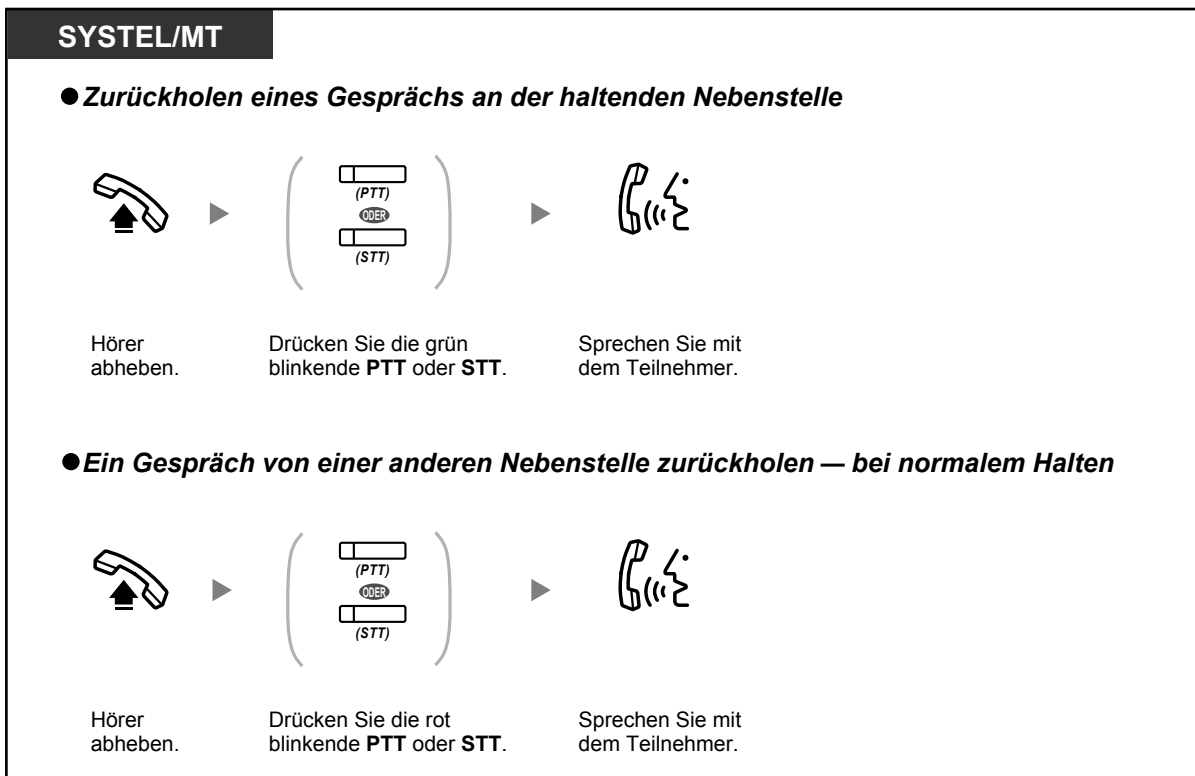 SYSTEL/MT
●Zurückholen eines Gesprächs an der haltenden Nebenstelle
(PTT)
ODER
(STT)
Hörer
abheben.
Drücken Sie die grün
blinkende PTT oder STT.
Sprechen Sie mit
dem Teilnehmer.
●Ein Gespräch von einer anderen Nebenstelle zurückholen — bei normalem Halten
(PTT)
ODER
(STT)
Hörer
abheben.
Drücken Sie die rot
blinkende PTT oder STT.
Sprechen Sie mit
dem Teilnehmer.